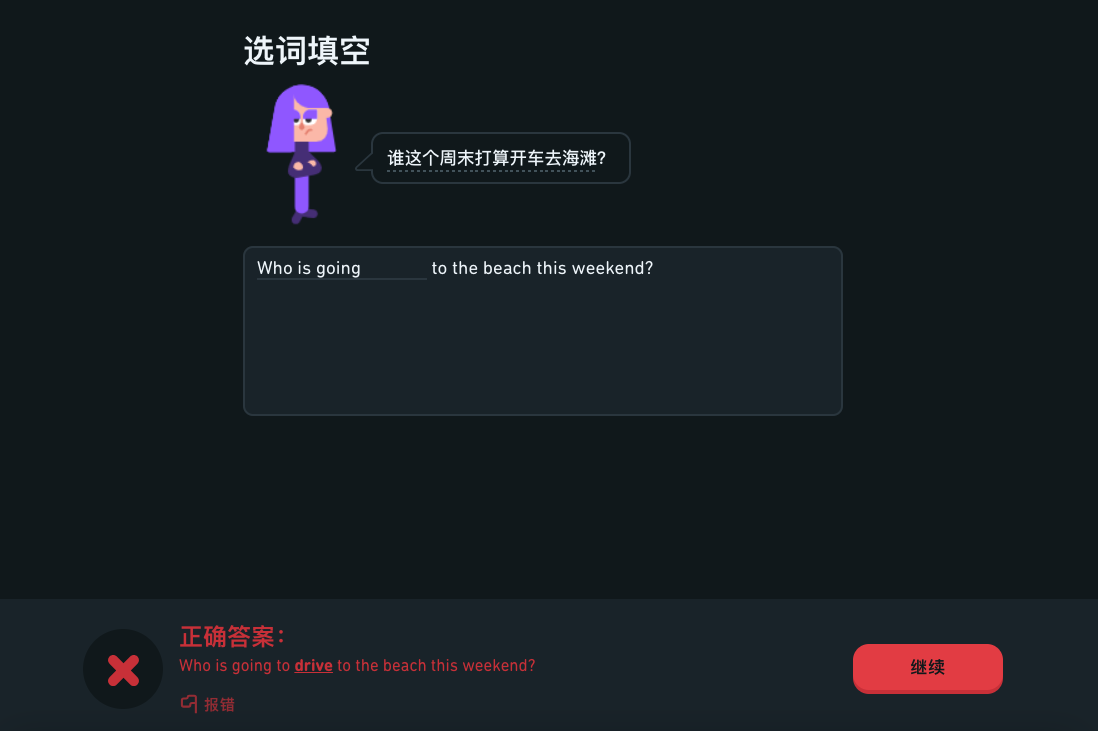 选词填空
谁这个周末打算开车去海滩?
Who is going to the beach this weekend?
正确答案：
Who is going to drive to the beach this weekend?
报错
继续